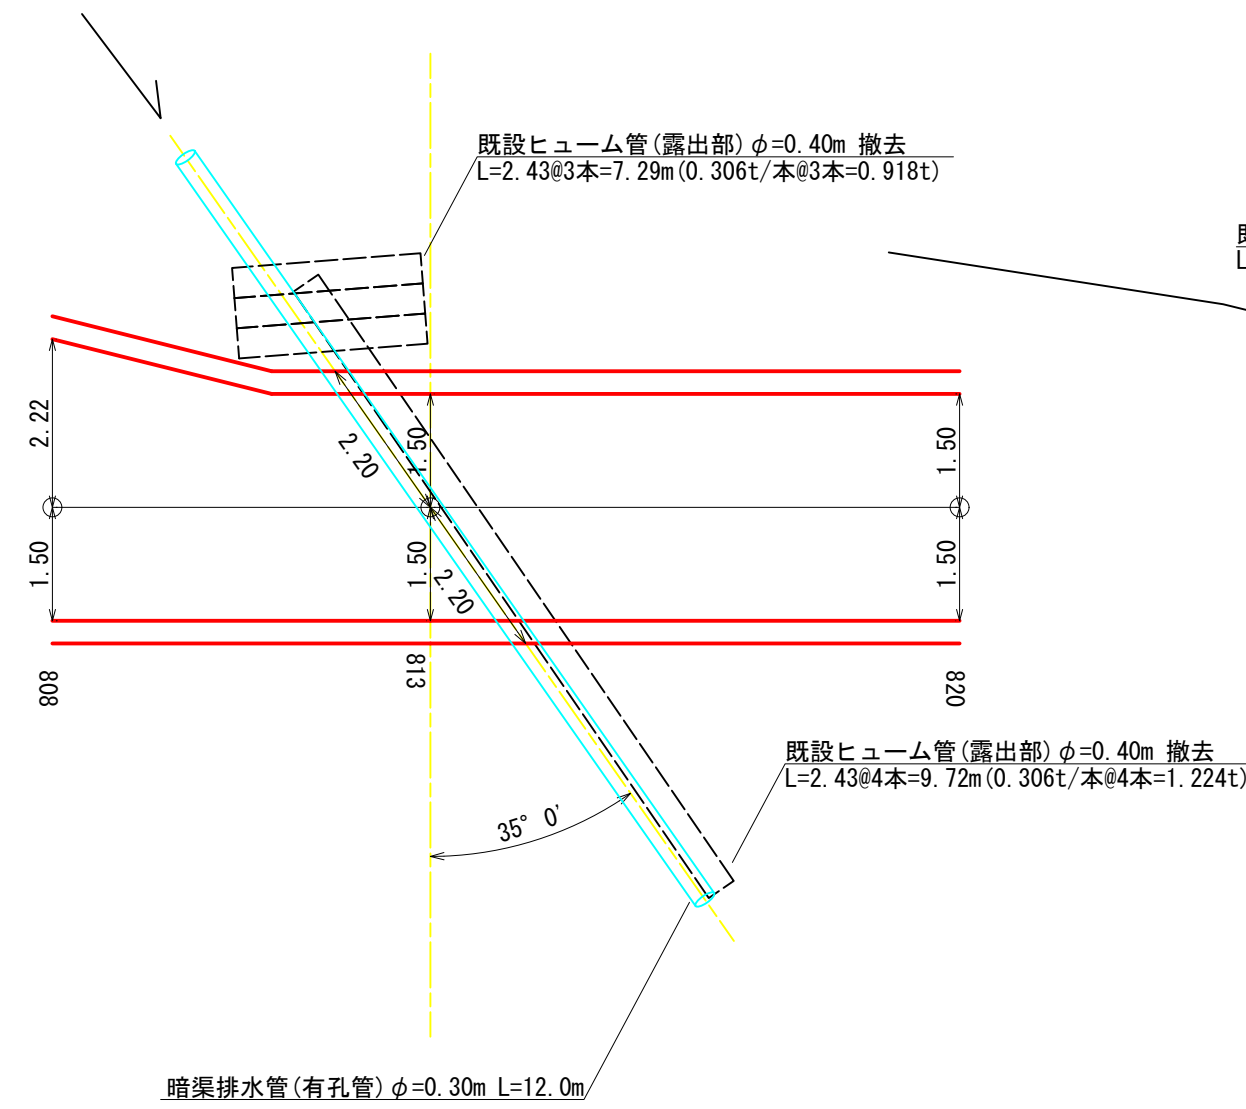 既設ヒューム管(露出部)φ=0.40m 撤去
L=2.43@3本=7.29m(0.306t/本@3本=0.918t)
既
L
2.22
2.20
1.50
1.50
1.50
1.50
2.20
1.50
808
813
820
既設ヒューム管(露出部)φ=0.40m 撤去
L=2.43@4本=9.72m(0.306t/本@4本=1.224t)
35° 0'
暗渠排水管(有孔管)φ=0.30m L=12.0m